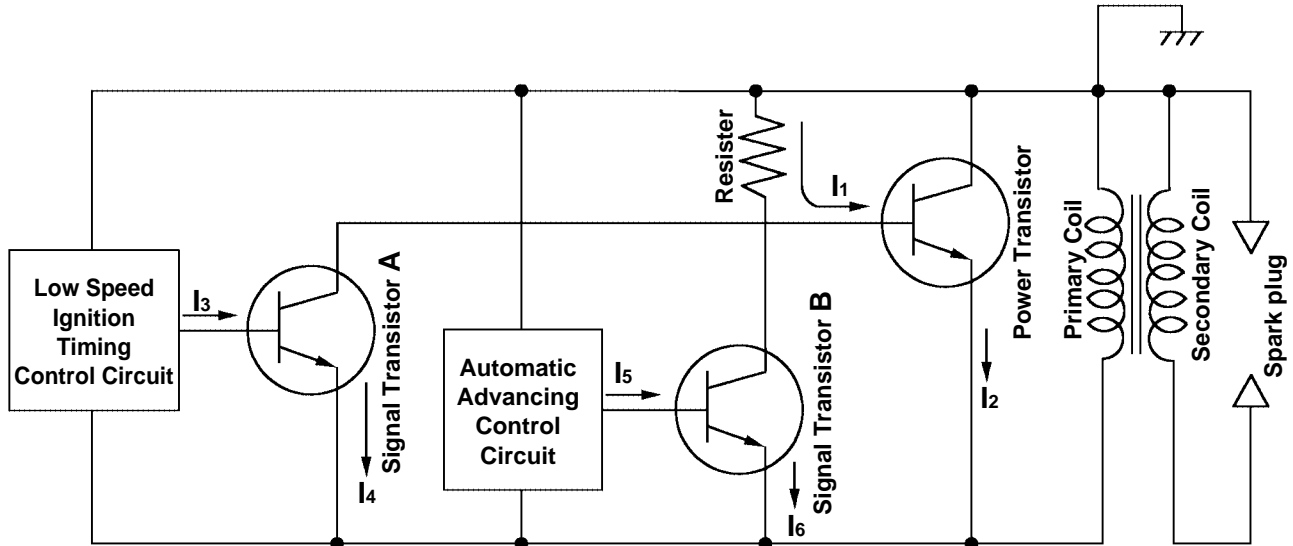 Low Speed
Ignition
Timing
Control Circuit
I3
Signal Transistor A
I4
Automatic
Advancing
Control
Circuit
I5
Signal Transistor B
I6
Resister
I1
Power Transistor
I2
Primary Coil
Secondary Coil
Spark plug